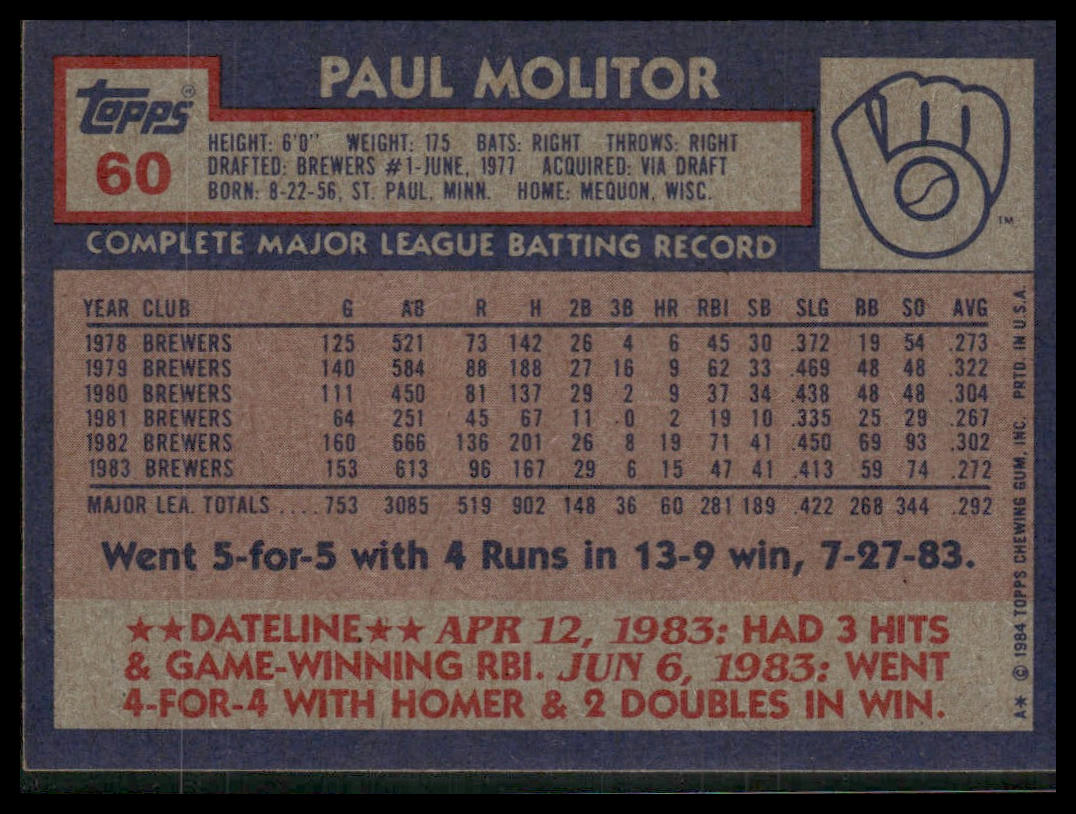 PAUL MOLITOR
Topps®
60
HEIGHT: 6'0" WEIGHT: 175 BATS: RIGHT THROWS: RIGHT
DRAFTED: BREWERS #1-JUNE, 1977 ACQUIRED: VIA DRAFT
BORN: 8-22-56, ST. PAUL, MINN. HOME: MEQUON, WISC.
TM
COMPLETE MAJOR LEAGUE BATTING RECORD
YEAR CLUB G AB R H 2B 3B HR RBI SB SLG BB SO AVG
1978 BREWERS 125 521 73 142 26 4 6 45 30 .372 19 54 .273
1979 BREWERS 140 584 88 188 27 16 9 62 33 .469 48 48 .322
1980 BREWERS 111 450 81 137 29 2 9 37 34 .438 48 48 .304
1981 BREWERS 64 251 45 67 11 0 2 19 10 .335 25 29 .267
1982 BREWERS 160 666 136 201 26 8 19 71 41 .450 69 93 .302
1983 BREWERS 153 613 96 167 29 6 15 47 41 .413 59 74 .272
MAJOR LEA. TOTALS ....753 3085 519 902 148 36 60 281 189 .422 268 344 .292
Went 5-for-5 with 4 Runs in 13-9 win, 7-27-83.
★★DATELINE★★ APR 12, 1983: HAD 3 HITS
& GAME-WINNING RBI. JUN 6, 1983: WENT
4-FOR-4 WITH HOMER & 2 DOUBLES IN WIN.
A* © 1984 TOPPS CHEWING GUM, INC. PRTD. IN U.S.A.